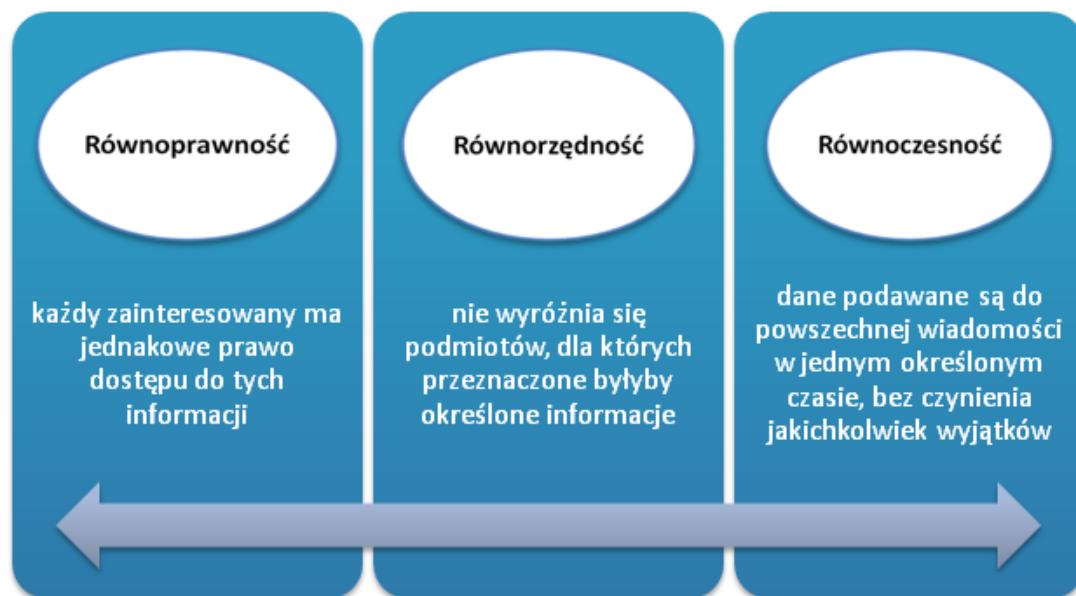 Równoprawność
każdy zainteresowany ma
jednakowe prawo
dostępu do tych
informacji
Równorzędność
nie wyróżnia się
podmiotów, dla których
przeznaczone byłyby
określone informacje
Równoczesność
dane podawane są do
powszechnej wiadomości
w jednym określonym
czasie, bez czynienia
jakichkolwiek wyjątków